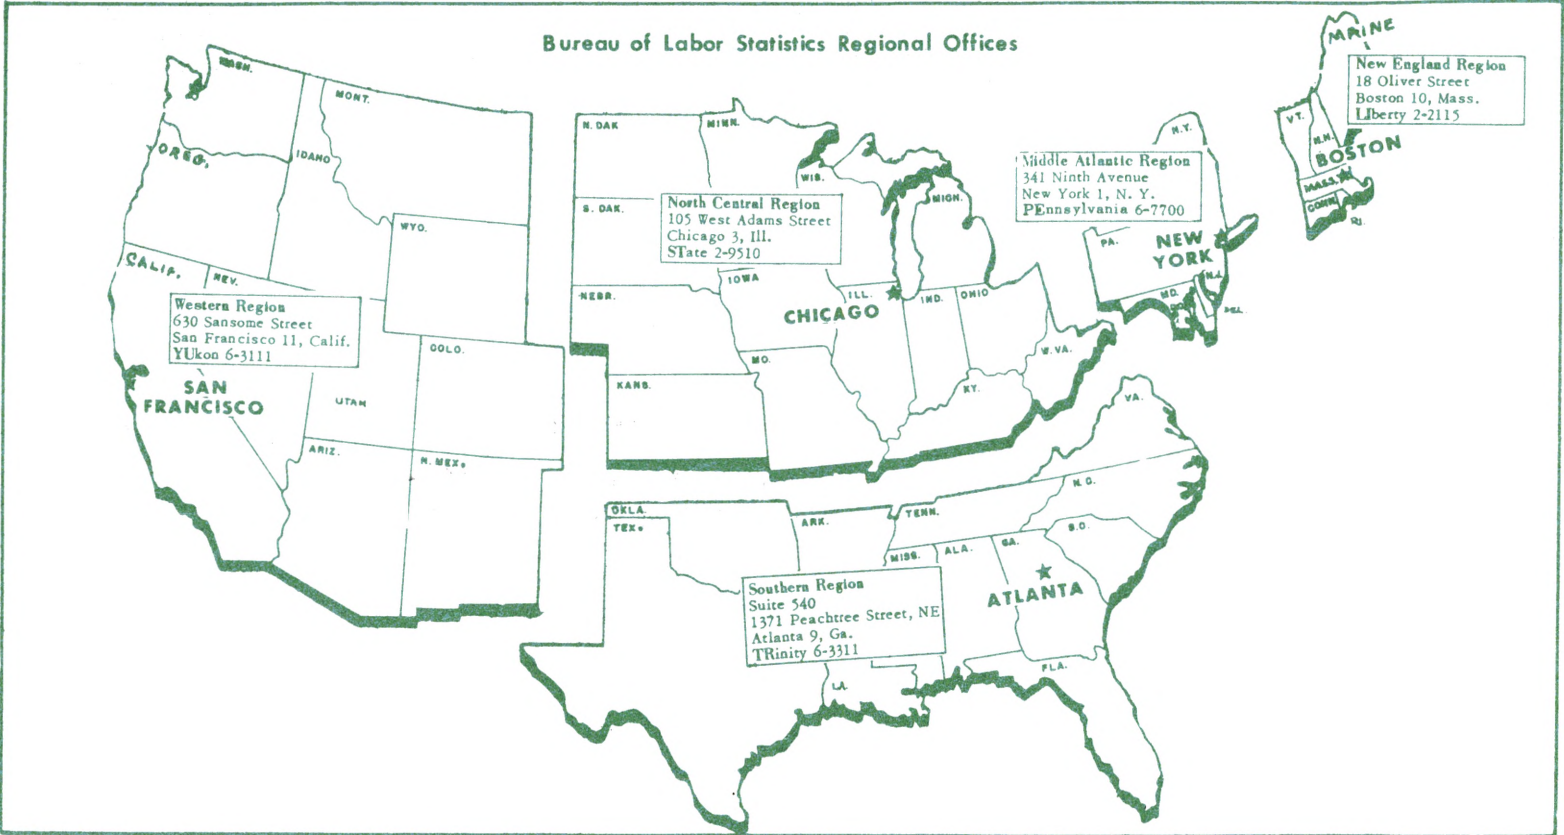 Bureau of Labor Statistics Regional Offices
MAINE
New England Region
18 Oliver Street
Boston 10, Mass.
LIberty 2-2115
VT.
N.H.
BOSTON
MASS.
CONN.
R.I.
N.Y.
Middle Atlantic Region
341 Ninth Avenue
New York 1, N. Y.
PEnnsylvania 6-7700
PA.
NEW
YORK
N.J.
MD.
DEL.
WASH.
MONT.
OREG.
IDAHO
WYO.
CALIF.
NEV.
Western Region
630 Sansome Street
San Francisco 11, Calif.
YUkon 6-3111
SAN
FRANCISCO
COLO.
UTAH
ARIZ.
N. MEX.
N. DAK
MINN.
WIS.
S. DAK.
MICH.
North Central Region
105 West Adams Street
Chicago 3, Ill.
STate 2-9510
IOWA
NEBR.
ILL.
IND.
OHIO
CHICAGO
W. VA.
MO.
KANS.
KY.
VA.
N.C.
OKLA.
TEX.
ARK.
TENN.
S.C.
MISS.
ALA.
GA.
Southern Region
Suite 540
1371 Peachtree Street, NE
Atlanta 9, Ga.
TRinity 6-3311
ATLANTA
FLA.
LA.